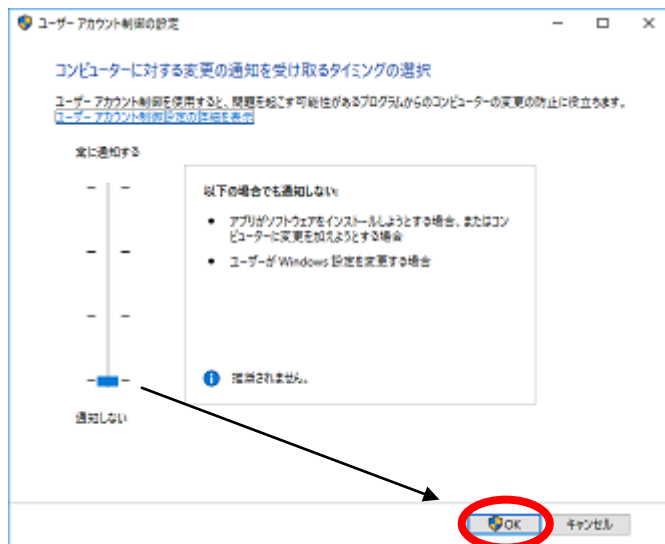 ユーザー アカウント制御の設定
コンピューターに対する変更の通知を受け取るタイミングの選択
ユーザー アカウント制御を使用すると、問題を起こす可能性があるプログラムからのコンピューターの変更の防止に役立ちます。
ユーザー アカウント制御設定の詳細を表示
常に通知する
以下の場合でも通知しない:
● アプリがソフトウェアをインストールしようとする場合、またはコン
ピューターに変更を加えようとする場合
● ユーザーが Windows 設定を変更する場合
推奨されません。
通知しない
OK
キャンセル